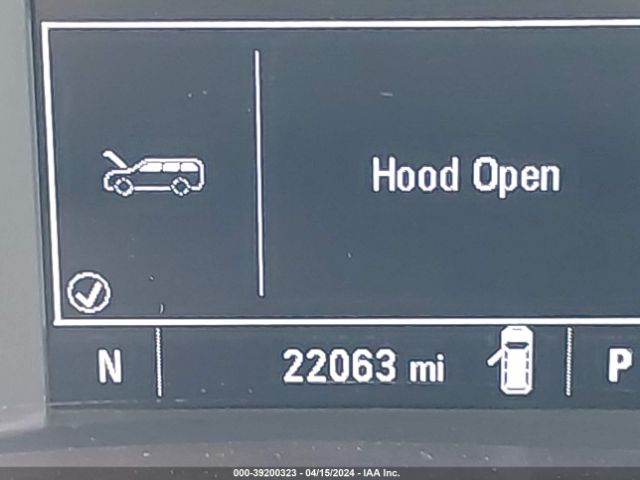 Hood Open
N 22063 mi P
000-39200323 - 04/15/2024 - IAA Inc.